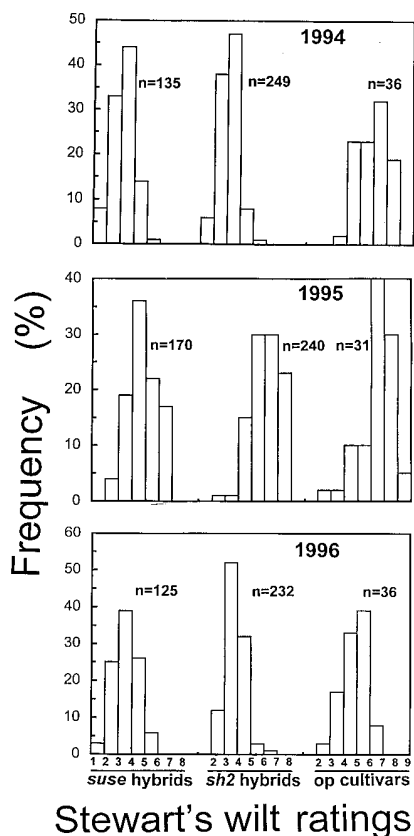 1994
50
40
30
20
10
0
n=135
n=249
n=36
1995
40
30
20
10
0
n=170
n=240
n=31
1996
60
50
40
30
20
10
0
n=125
n=232
n=36
Frequency (%)
1 2 3 4 5 6 7 8 2 3 4 5 6 7 8 2 3 4 5 6 7 8 9
suse hybrids sh2 hybrids op cultivars
Stewart's wilt ratings